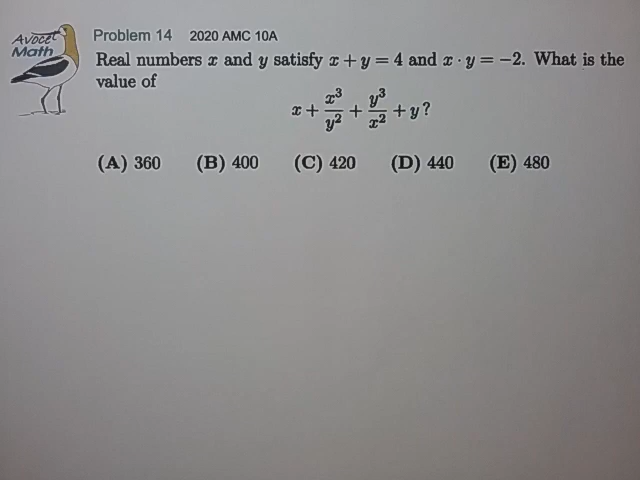 Avocet
Math
Problem 14 2020 AMC 10A
Real numbers x and y satisfy x + y = 4 and x · y = −2. What is the
value of
x + x³/y² + y³/x² + y?
(A) 360 (B) 400 (C) 420 (D) 440 (E) 480